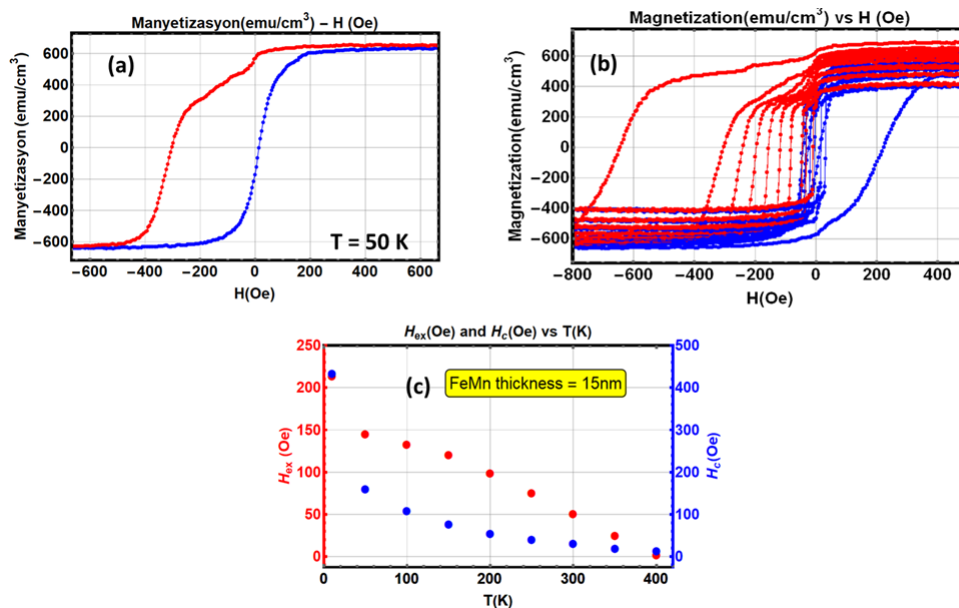 Manyetizasyon(emu/cm³) – H (Oe)
(a)
Manyetizasyon (emu/cm³)
600
400
200
0
−200
−400
−600
T = 50 K
−600 −400 −200 0 200 400 600
H(Oe)
Magnetization(emu/cm³) vs H (Oe)
(b)
Magnetization(emu/cm³)
600
400
200
0
−200
−400
−600
−800 −600 −400 −200 0 200 400
H(Oe)
Hex(Oe) and Hc(Oe) vs T(K)
(c)
FeMn thickness = 15nm
Hex (Oe)
250
200
150
100
50
0
500
400
300
200
100
0
Hc(Oe)
0 100 200 300 400
T(K)